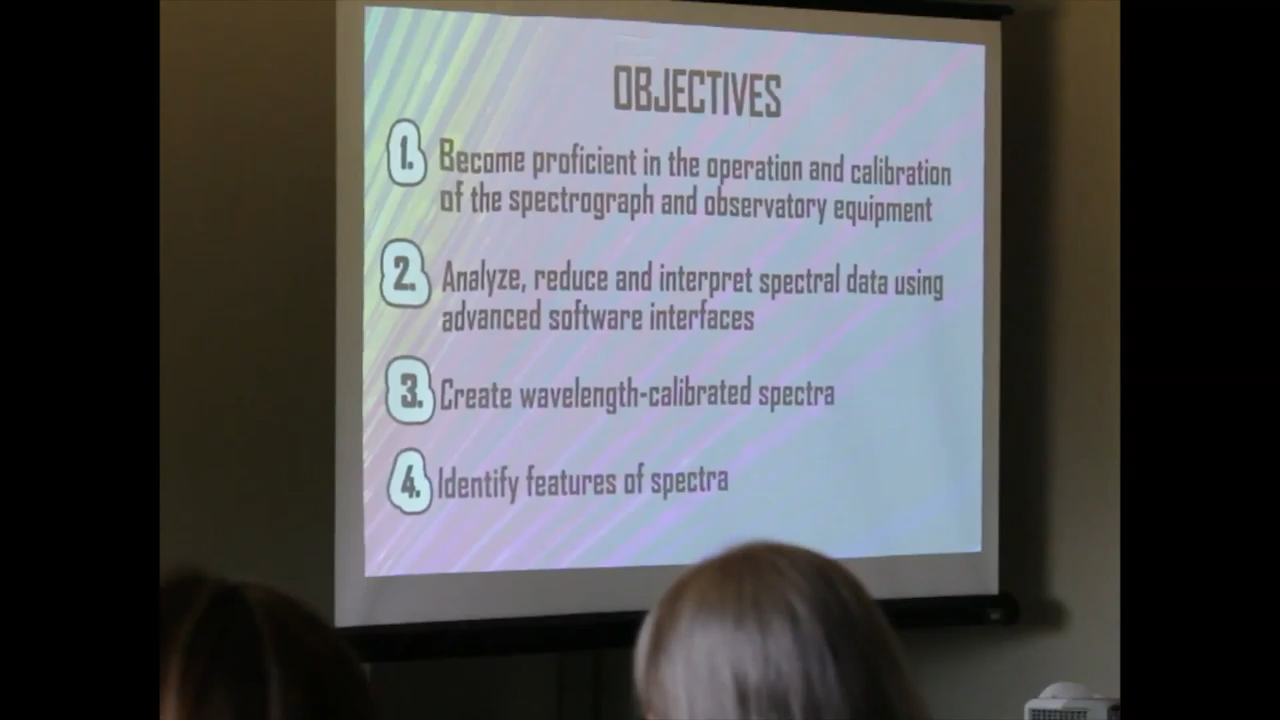 OBJECTIVES
1. Become proficient in the operation and calibration
of the spectrograph and observatory equipment
2. Analyze, reduce and interpret spectral data using
advanced software interfaces
3. Create wavelength-calibrated spectra
4. Identify features of spectra